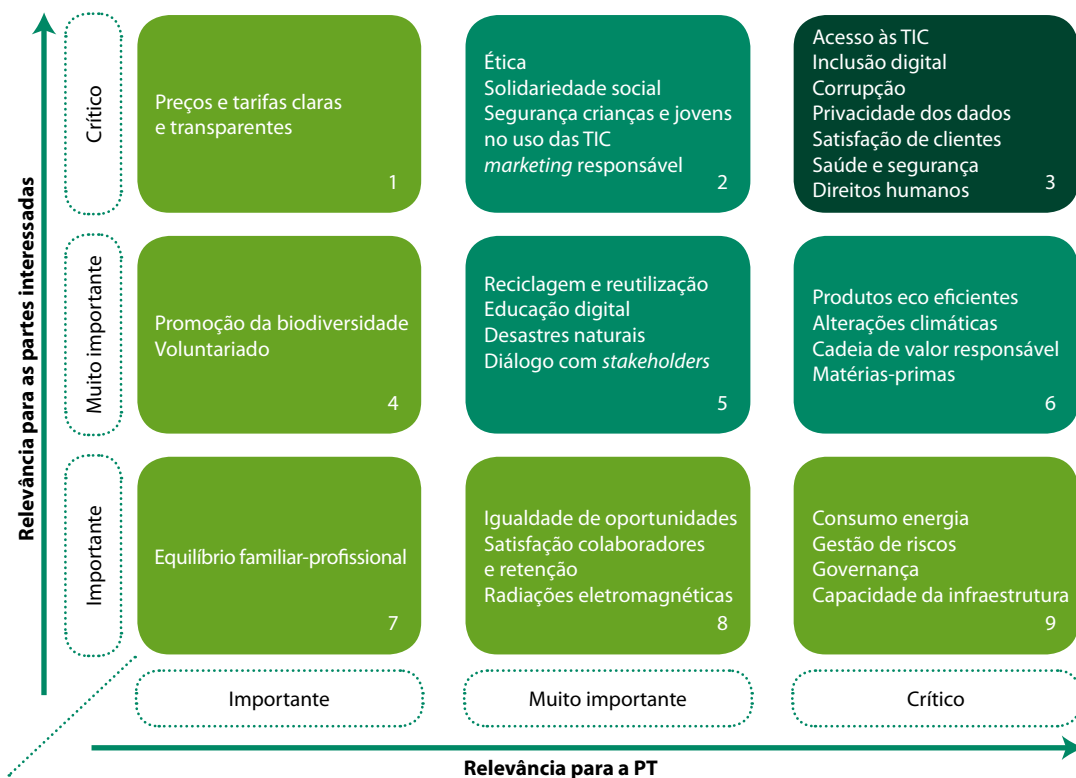 Relevância para as partes interessadas
Crítico
Preços e tarifas claras
e transparentes
1
Ética
Solidariedade social
Segurança crianças e jovens
no uso das TIC
marketing responsável
2
Acesso às TIC
Inclusão digital
Corrupção
Privacidade dos dados
Satisfação de clientes
Saúde e segurança
Direitos humanos
3
Muito importante
Promoção da biodiversidade
Voluntariado
4
Reciclagem e reutilização
Educação digital
Desastres naturais
Diálogo com stakeholders
5
Produtos eco eficientes
Alterações climáticas
Cadeia de valor responsável
Matérias-primas
6
Importante
Equilíbrio familiar-profissional
7
Igualdade de oportunidades
Satisfação colaboradores
e retenção
Radiações eletromagnéticas
8
Consumo energia
Gestão de riscos
Governança
Capacidade da infraestrutura
9
Importante
Muito importante
Crítico
Relevância para a PT